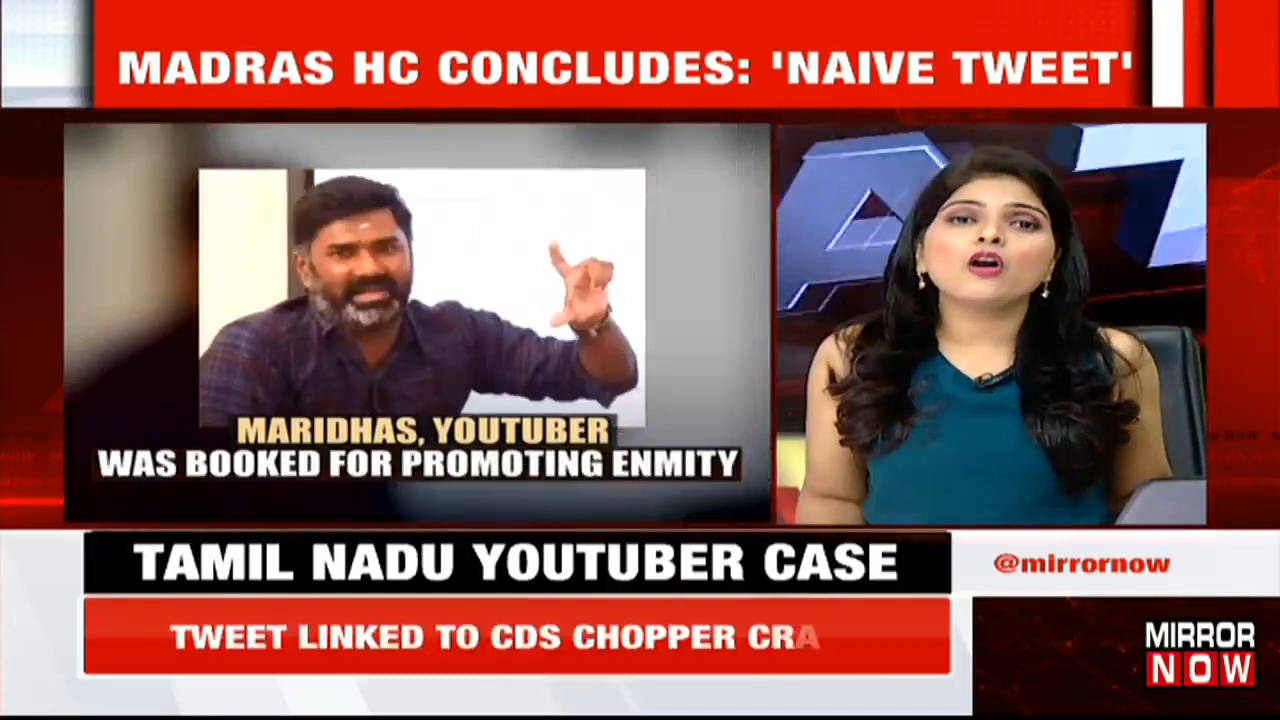 MADRAS HC CONCLUDES: 'NAIVE TWEET'
MARIDHAS, YOUTUBER
WAS BOOKED FOR PROMOTING ENMITY
TAMIL NADU YOUTUBER CASE
@mirrornow
TWEET LINKED TO CDS CHOPPER CRA
MIRROR
NOW